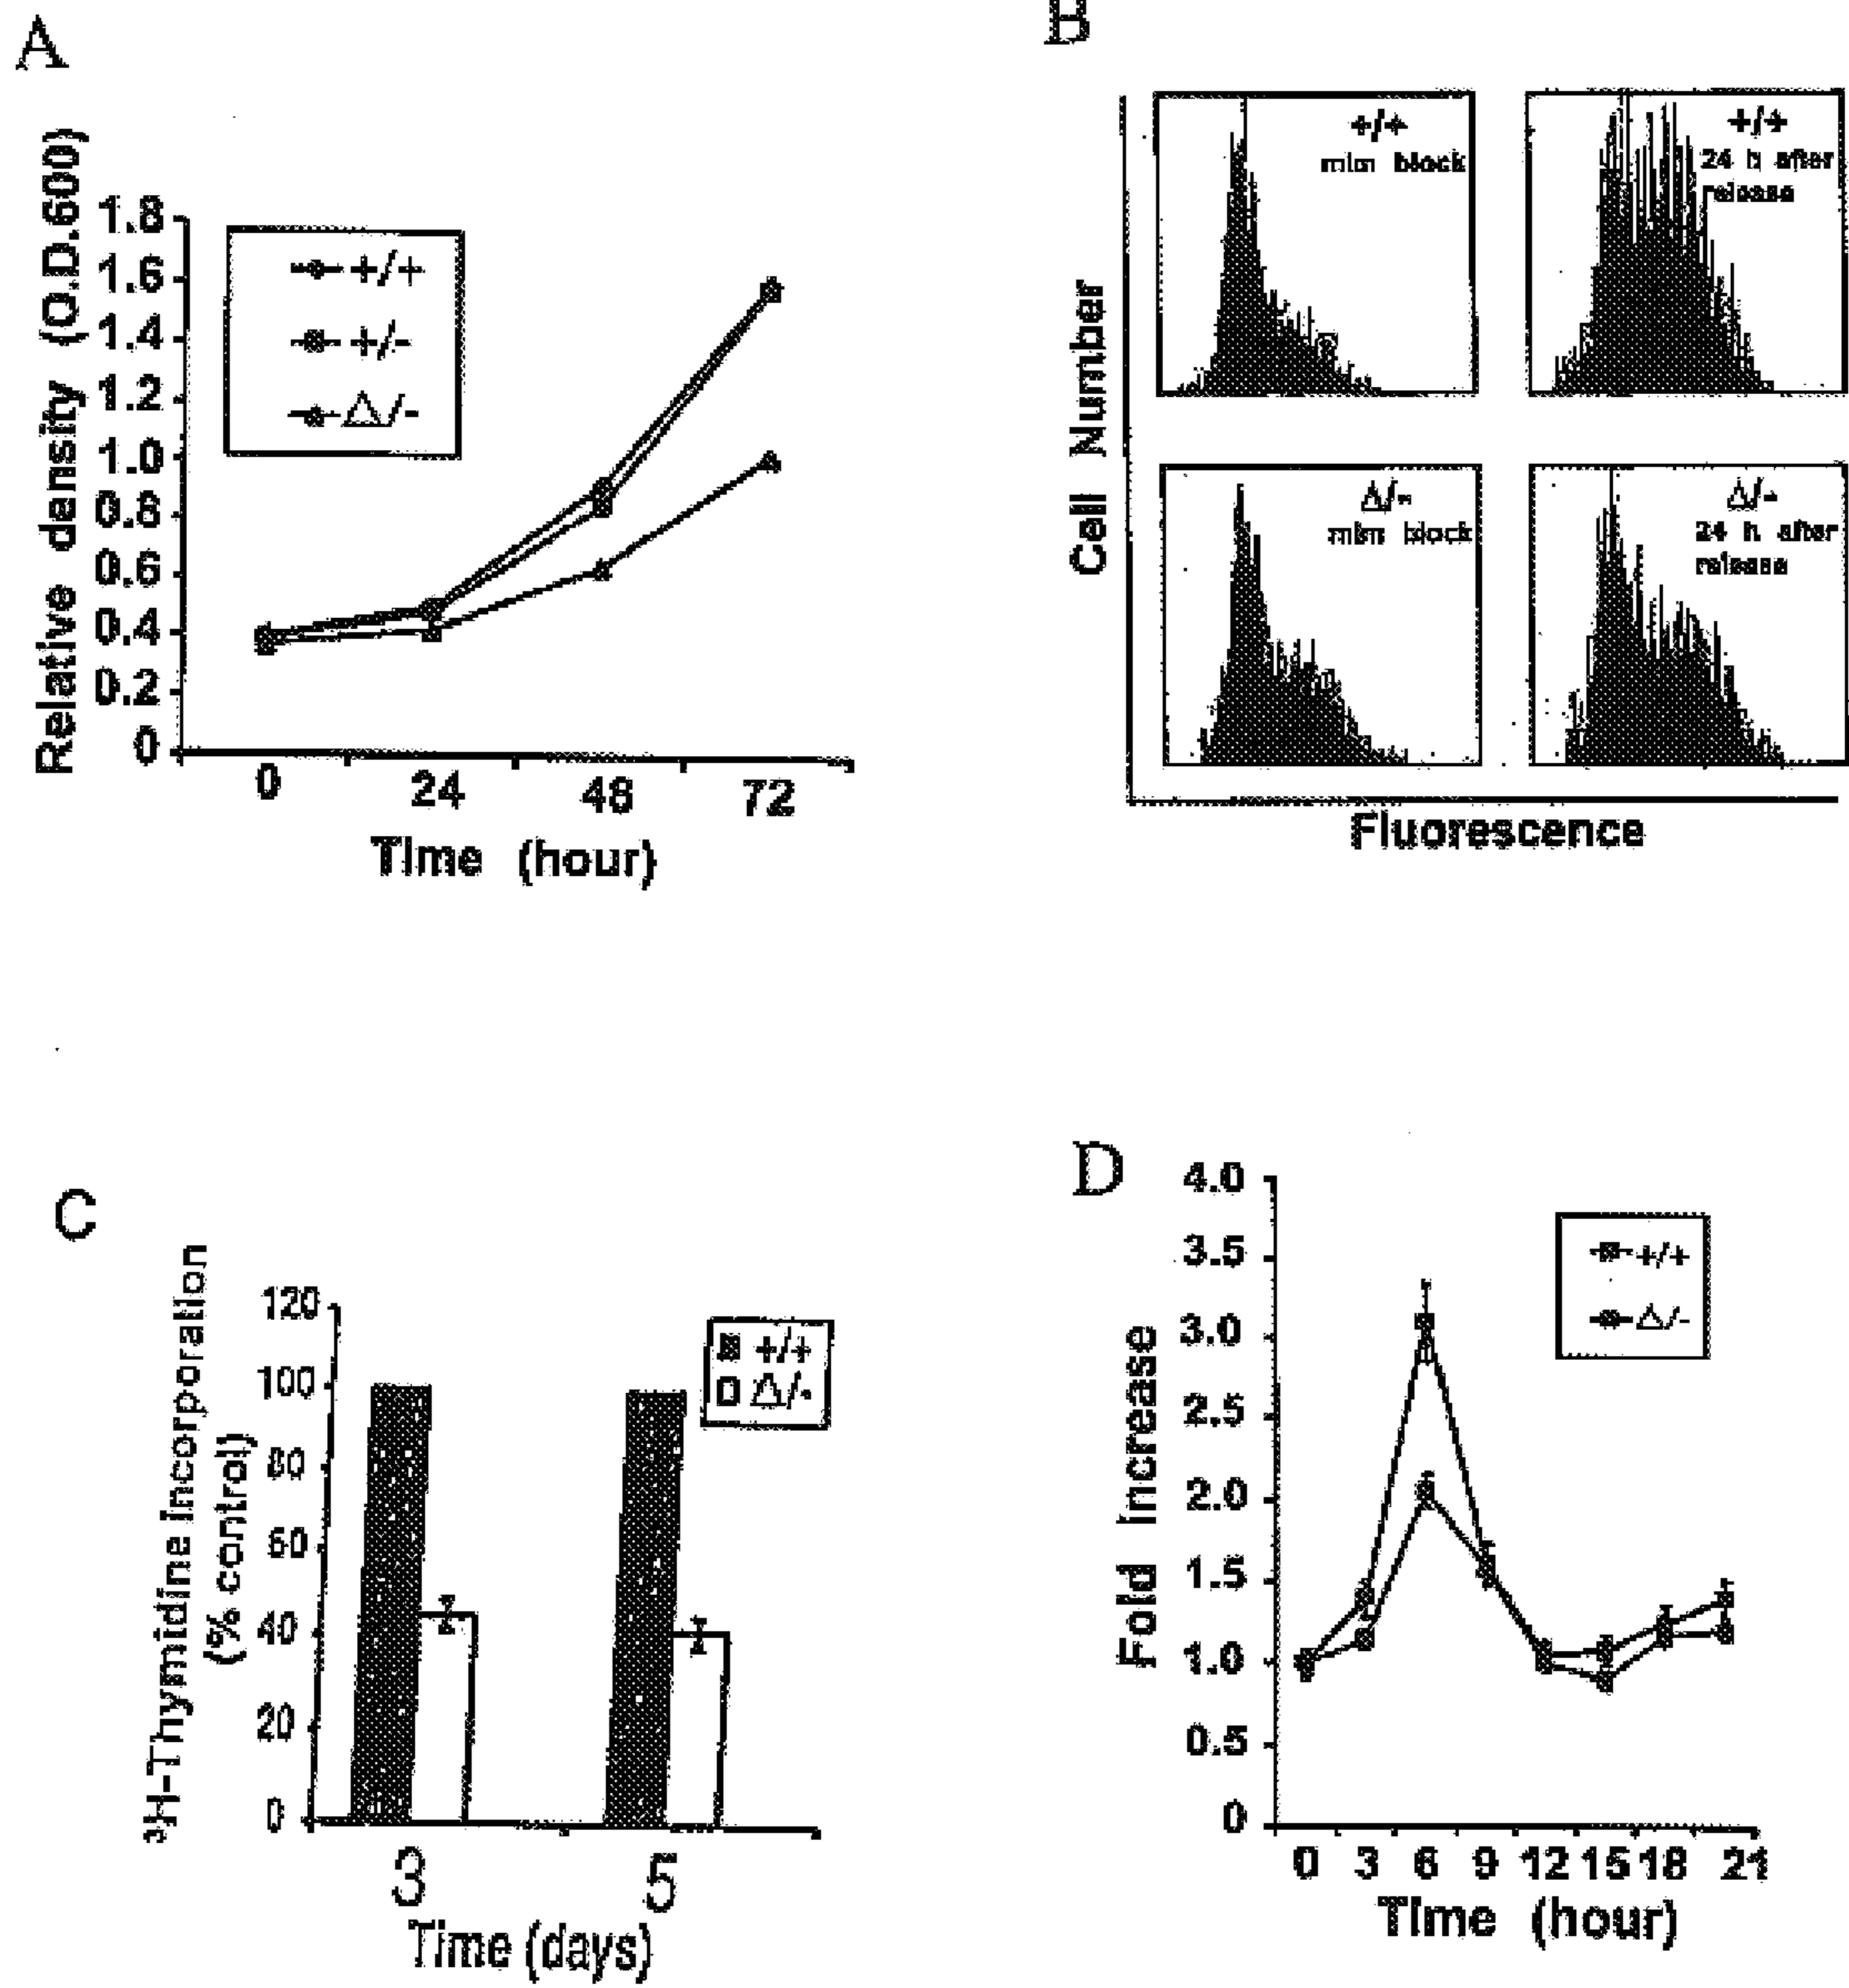 A
Relative density (O.D.600)
1.8
1.6
1.4
1.2
1.0
0.8
0.6
0.4
0.2
0
+/+
+/-
Δ/-
0 24 48 72
Time (hour)
B
Cell Number
+/+
mim block
+/+
24 h after
release
Δ/-
mim block
Δ/-
24 h after
release
Fluorescence
C
³H-Thymidine Incorporation
(% control)
120
100
80
60
40
20
0
+/+
Δ/-
3 5
Time (days)
D
Fold Increase
4.0
3.5
3.0
2.5
2.0
1.5
1.0
0.5
0
+/+
Δ/-
0 3 6 9 12 15 18 21
Time (hour)